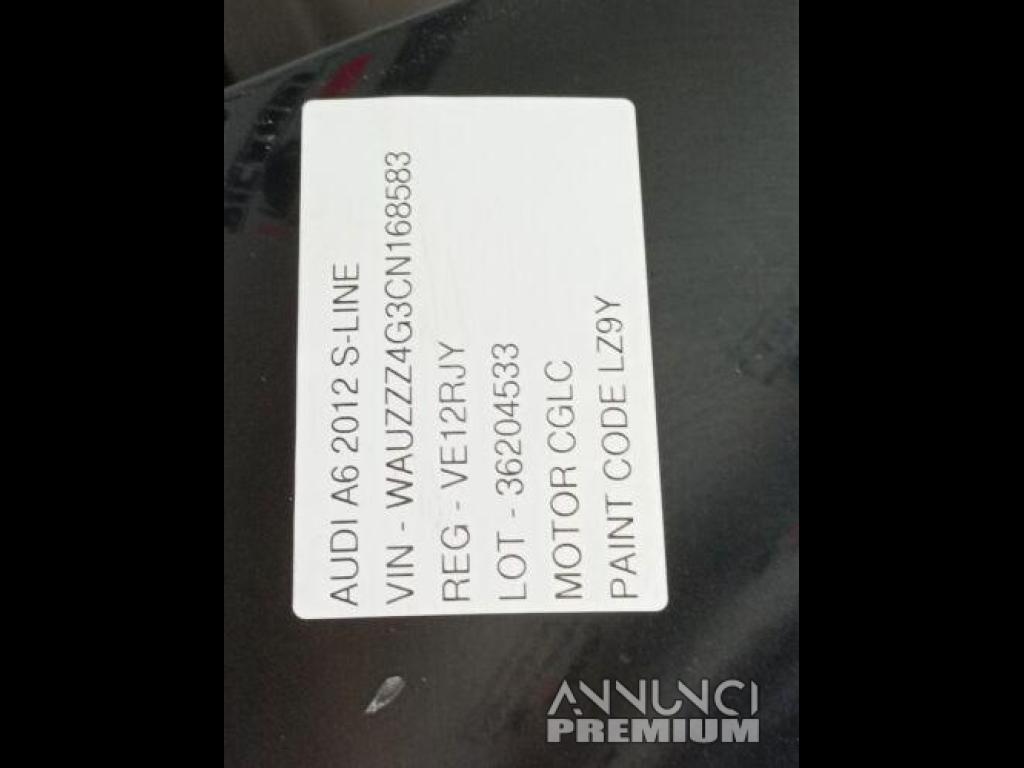 AUDI A6 2012 S-LINE
VIN - WAUZZZ4G3CN168583
REG - VE12RJY
LOT - 36204533
MOTOR CGLC
PAINT CODE LZ9Y
ANNUNCI
PREMIUM